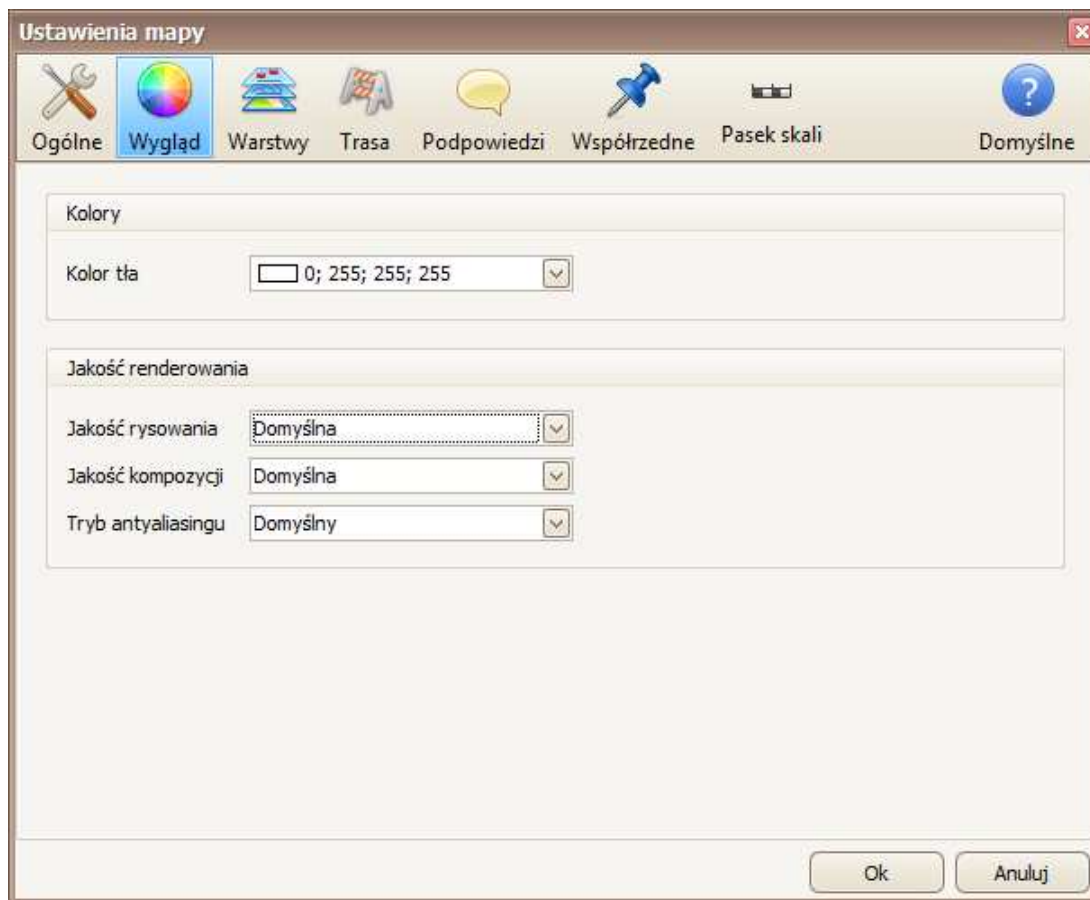 Ustawienia mapy
Ogólne Wygląd Warstwy Trasa Podpowiedzi Współrzedne Pasek skali Domyślne
Kolory
Kolor tła 0; 255; 255; 255
Jakość renderowania
Jakość rysowania Domyślna
Jakość kompozycji Domyślna
Tryb antyaliasingu Domyślny
Ok Anuluj